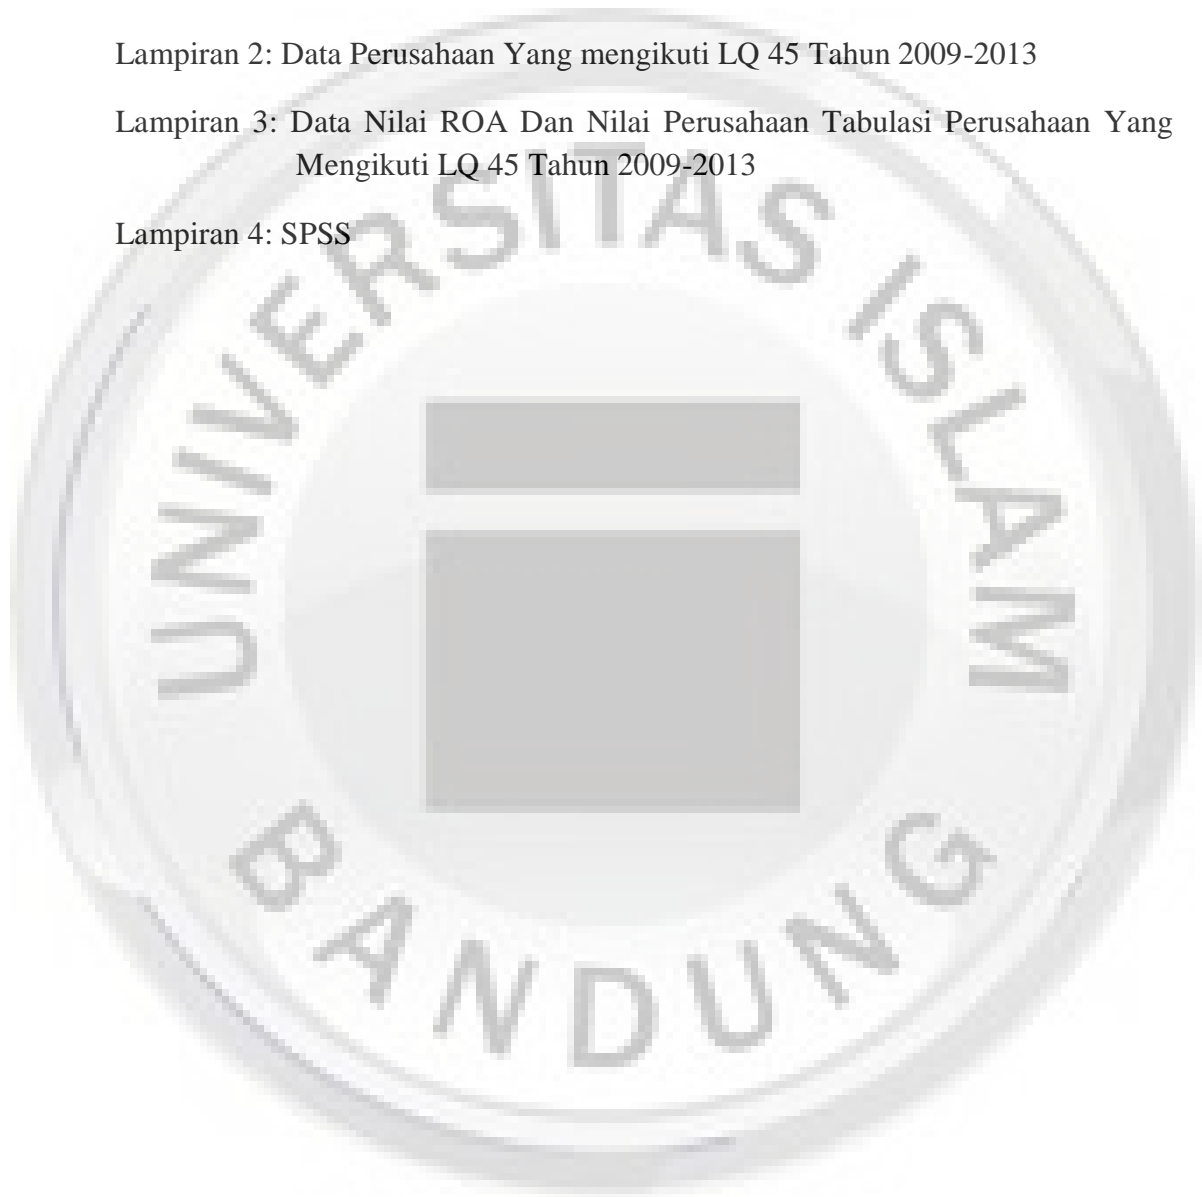 Lampiran 2: Data Perusahaan Yang mengikuti LQ 45 Tahun 2009-2013
Lampiran 3: Data Nilai ROA Dan Nilai Perusahaan Tabulasi Perusahaan Yang
Mengikuti LQ 45 Tahun 2009-2013
Lampiran 4: SPSS
UNIVERSITAS ISLAM
BANDUNG